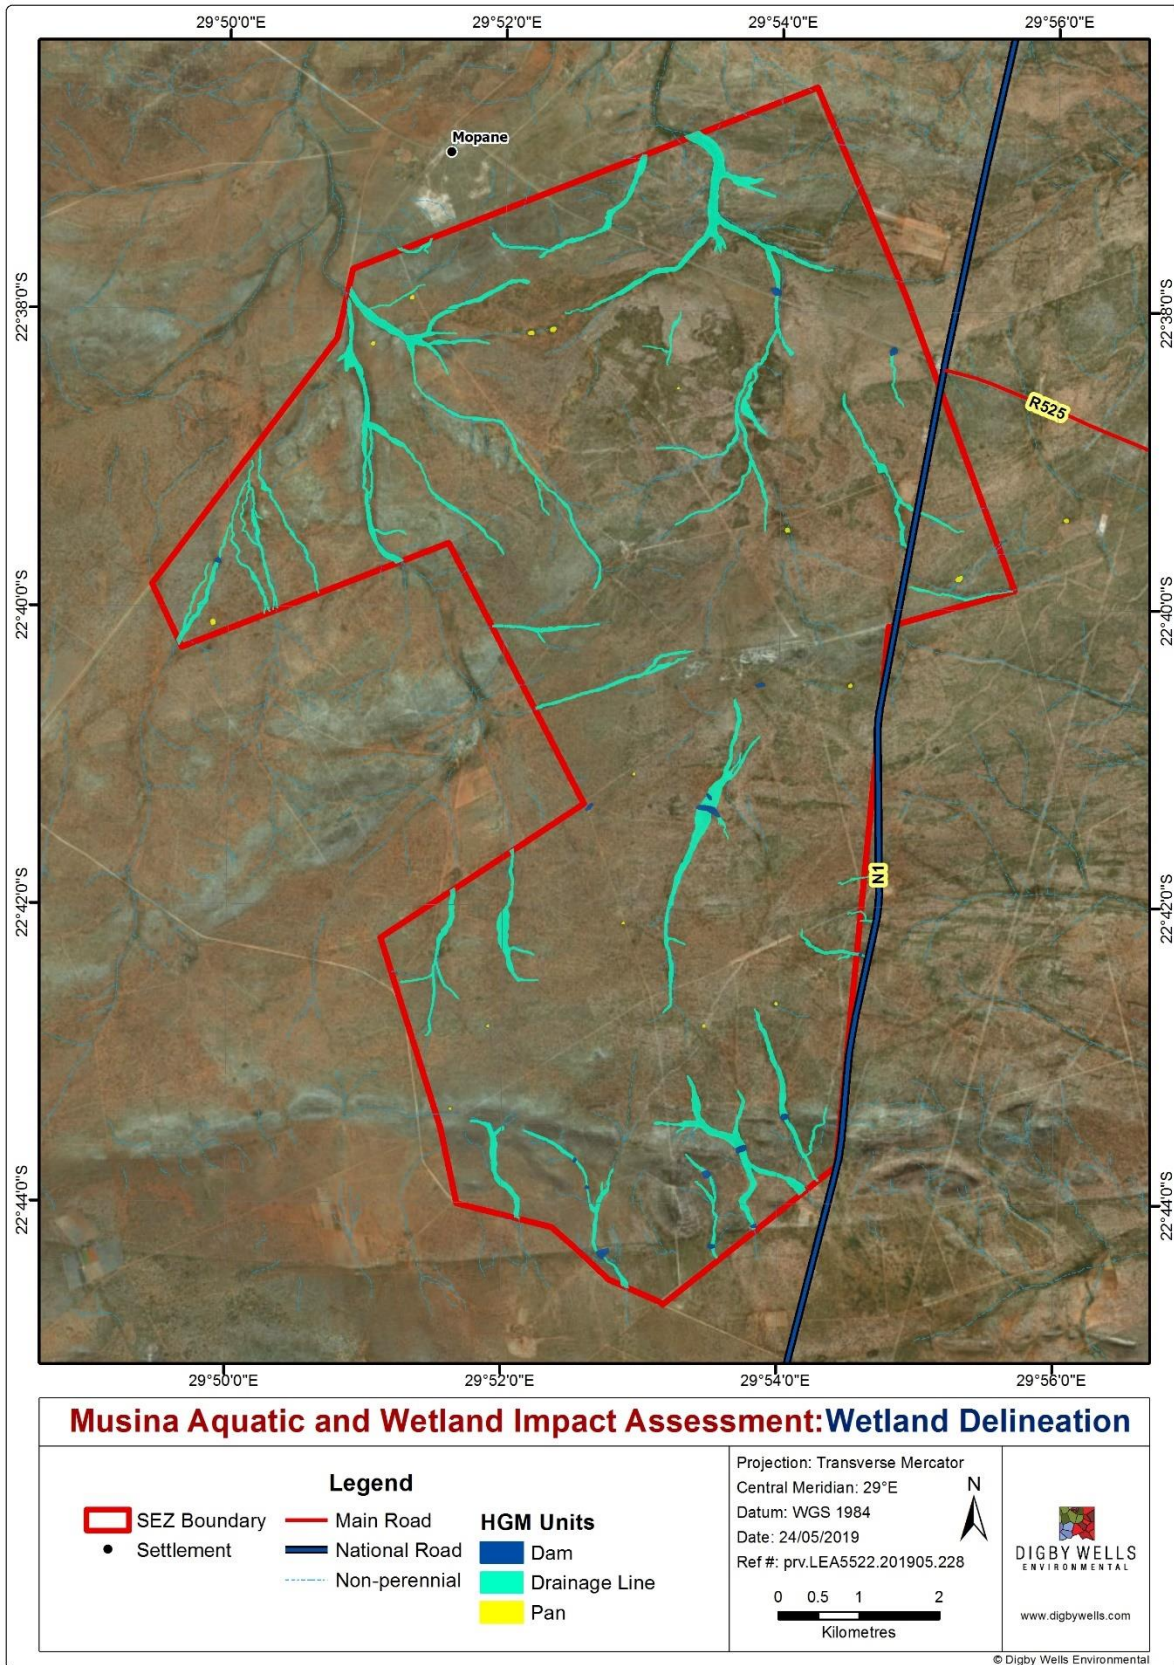 29°50'0"E 29°52'0"E 29°54'0"E 29°56'0"E
Mopane
22°38'0"S 22°38'0"S
R525
22°40'0"S 22°40'0"S
N1
22°42'0"S 22°42'0"S
22°44'0"S 22°44'0"S
29°50'0"E 29°52'0"E 29°54'0"E 29°56'0"E
Musina Aquatic and Wetland Impact Assessment:Wetland Delineation
Legend
SEZ Boundary
Settlement
Main Road
National Road
Non-perennial
HGM Units
Dam
Drainage Line
Pan
Projection: Transverse Mercator
Central Meridian: 29°E
Datum: WGS 1984
Date: 24/05/2019
Ref #: prv.LEA5522.201905.228
N
0 0.5 1 2
Kilometres
DIGBY WELLS
ENVIRONMENTAL
www.digbywells.com
© Digby Wells Environmental